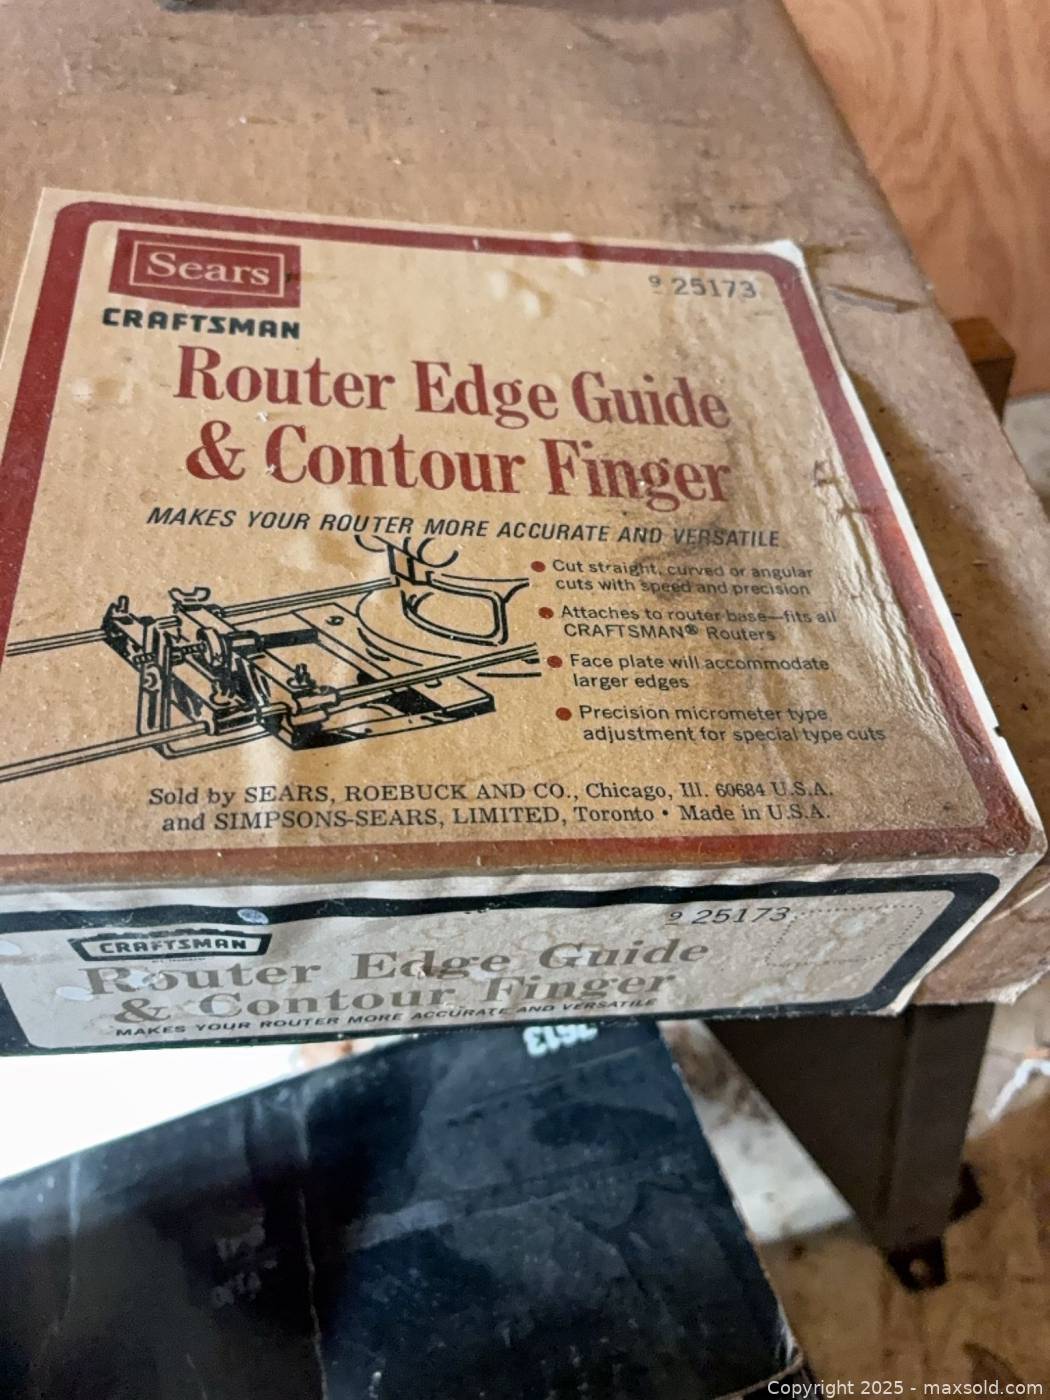 Sears
9 25173
CRAFTSMAN
Router Edge Guide
& Contour Finger
MAKES YOUR ROUTER MORE ACCURATE AND VERSATILE
● Cut straight, curved or angular
cuts with speed and precision
● Attaches to router base—fits all
CRAFTSMAN® Routers
● Face plate will accommodate
larger edges
● Precision micrometer type
adjustment for special type cuts
Sold by SEARS, ROEBUCK AND CO., Chicago, Ill. 60684 U.S.A.
and SIMPSONS-SEARS, LIMITED, Toronto • Made in U.S.A.
9 25173
CRAFTSMAN
Router Edge Guide
& Contour Finger
MAKES YOUR ROUTER MORE ACCURATE AND VERSATILE
Copyright 2025 - maxsold.com